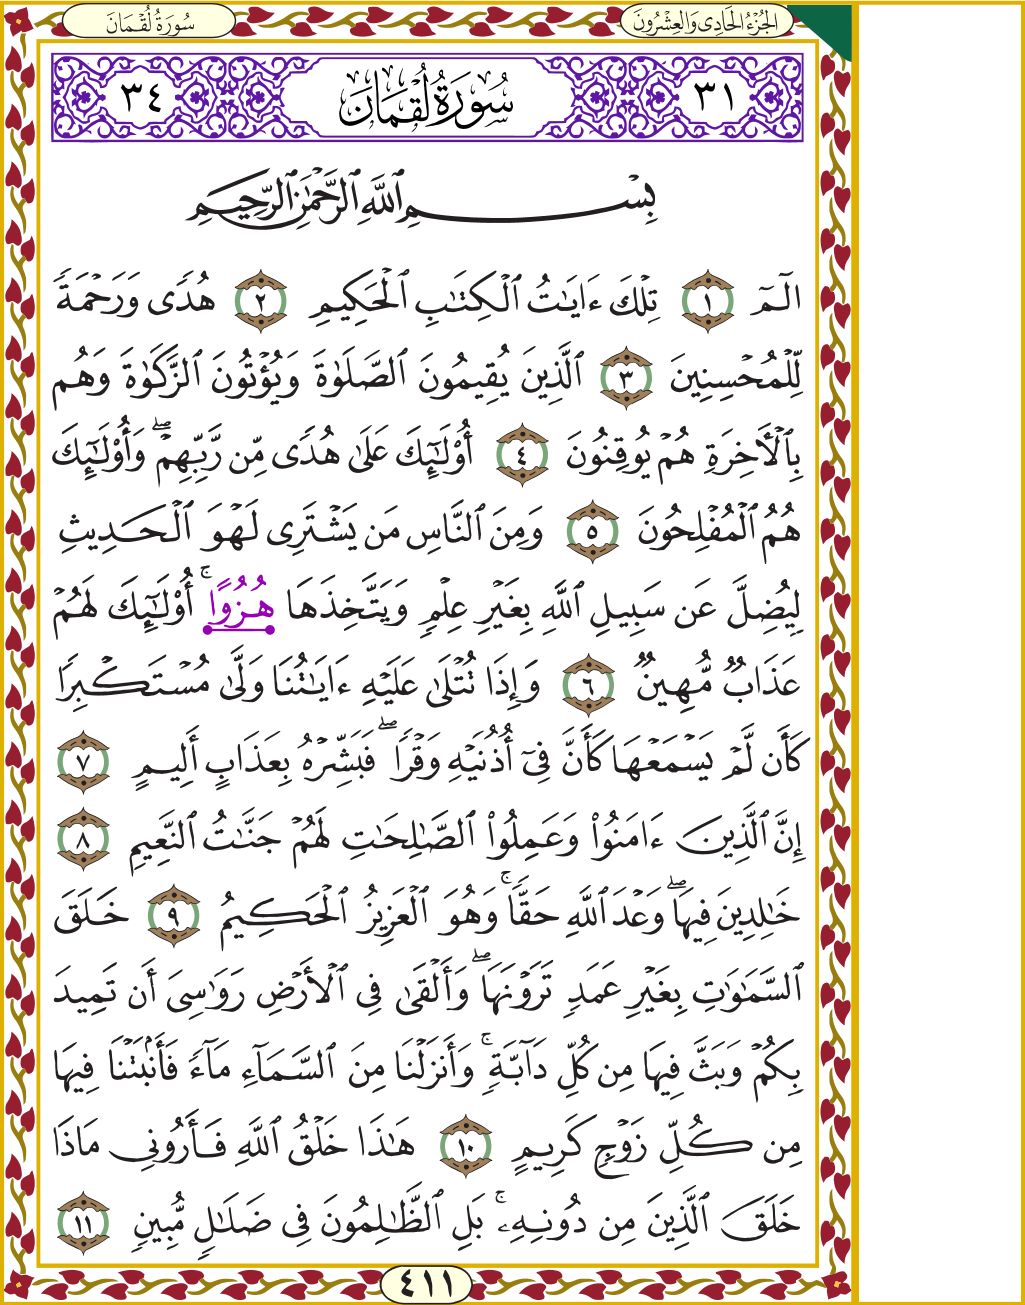 سُورَةُ لُقۡمَانَ
الجُزۡءُ الحَادِى وَالعِشۡرُونَ
٣١ سُورَةُ لُقۡمَانَ ٣٤
بِسۡمِ ٱللَّهِ ٱلرَّحۡمَٰنِ ٱلرَّحِيمِ
الٓمٓ ١ تِلۡكَ ءَايَٰتُ ٱلۡكِتَٰبِ ٱلۡحَكِيمِ ٢ هُدٗى وَرَحۡمَةٗ
لِّلۡمُحۡسِنِينَ ٣ ٱلَّذِينَ يُقِيمُونَ ٱلصَّلَوٰةَ وَيُؤۡتُونَ ٱلزَّكَوٰةَ وَهُم
بِٱلۡأٓخِرَةِ هُمۡ يُوقِنُونَ ٤ أُوْلَٰٓئِكَ عَلَىٰ هُدٗى مِّن رَّبِّهِمۡۖ وَأُوْلَٰٓئِكَ
هُمُ ٱلۡمُفۡلِحُونَ ٥ وَمِنَ ٱلنَّاسِ مَن يَشۡتَرِى لَهۡوَ ٱلۡحَدِيثِ
لِيُضِلَّ عَن سَبِيلِ ٱللَّهِ بِغَيۡرِ عِلۡمٖ وَيَتَّخِذَهَا هُزُوًاۚ أُوْلَٰٓئِكَ لَهُمۡ
عَذَابٞ مُّهِينٞ ٦ وَإِذَا تُتۡلَىٰ عَلَيۡهِ ءَايَٰتُنَا وَلَّىٰ مُسۡتَكۡبِرٗا
كَأَن لَّمۡ يَسۡمَعۡهَا كَأَنَّ فِىٓ أُذُنَيۡهِ وَقۡرٗاۖ فَبَشِّرۡهُ بِعَذَابٍ أَلِيمٍ ٧
إِنَّ ٱلَّذِينَ ءَامَنُواْ وَعَمِلُواْ ٱلصَّٰلِحَٰتِ لَهُمۡ جَنَّٰتُ ٱلنَّعِيمِ ٨
خَٰلِدِينَ فِيهَاۖ وَعۡدَ ٱللَّهِ حَقّٗاۚ وَهُوَ ٱلۡعَزِيزُ ٱلۡحَكِيمُ ٩ خَلَقَ
ٱلسَّمَٰوَٰتِ بِغَيۡرِ عَمَدٖ تَرَوۡنَهَاۖ وَأَلۡقَىٰ فِى ٱلۡأَرۡضِ رَوَٰسِىَ أَن تَمِيدَ
بِكُمۡ وَبَثَّ فِيهَا مِن كُلِّ دَآبَّةٖۚ وَأَنزَلۡنَا مِنَ ٱلسَّمَآءِ مَآءٗ فَأَنۢبَتۡنَا فِيهَا
مِن كُلِّ زَوۡجٖ كَرِيمٍ ١٠ هَٰذَا خَلۡقُ ٱللَّهِ فَأَرُونِى مَاذَا
خَلَقَ ٱلَّذِينَ مِن دُونِهِۦۚ بَلِ ٱلظَّٰلِمُونَ فِى ضَلَٰلٖ مُّبِينٖ ١١
٤١١